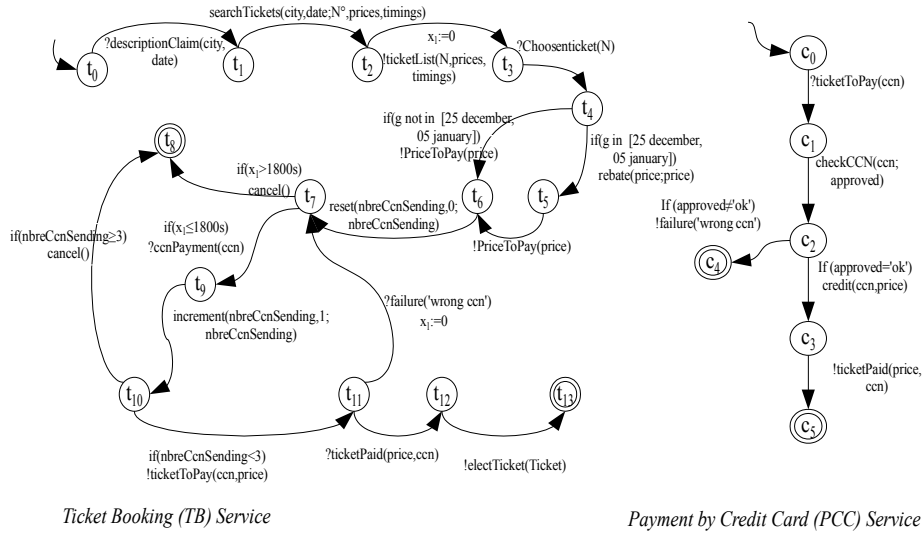 searchTickets(city,date;N°,prices,timings)
?descriptionClaim(city,
date)
x1:=0
!ticketList(N,prices,
timings)
?Choosenticket(N)
t0
t1
t2
t3
t4
if(g not in [25 december,
05 january])
!PriceToPay(price)
if(g in [25 december,
05 january])
rebate(price;price)
t8
if(x1>1800s)
cancel()
t7
t6
t5
reset(nbreCcnSending,0;
nbreCcnSending)
!PriceToPay(price)
if(x1≤1800s)
?ccnPayment(ccn)
if(nbreCcnSending≥3)
cancel()
t9
increment(nbreCcnSending,1;
nbreCcnSending)
?failure('wrong ccn')
x1:=0
t10
t11
t12
t13
if(nbreCcnSending<3)
!ticketToPay(ccn,price)
?ticketPaid(price,ccn)
!electTicket(Ticket)
Ticket Booking (TB) Service
c0
?ticketToPay(ccn)
c1
checkCCN(ccn;
approved)
If (approved≠'ok')
!failure('wrong ccn')
c2
c4
If (approved='ok')
credit(ccn,price)
c3
!ticketPaid(price,
ccn)
c5
Payment by Credit Card (PCC) Service